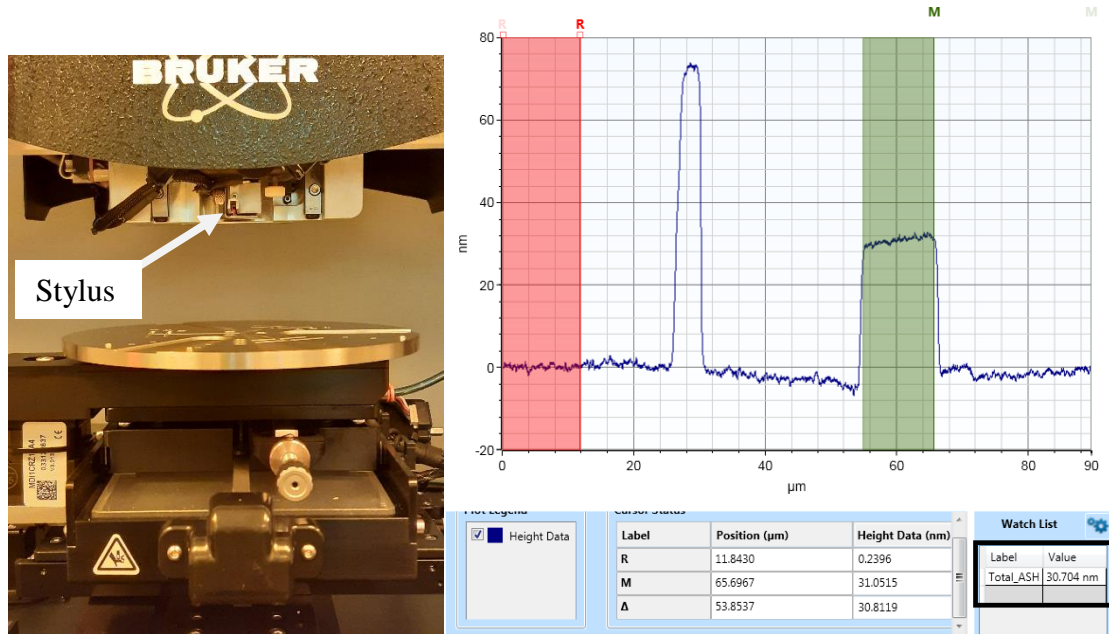 BRUKER
Stylus
R
R
M
M
80
60
40
20
0
-20
nm
0
20
40
60
80
90
µm
Height Data
Cursor Status
Label
Position (µm)
Height Data (nm)
R
11.8430
0.2396
M
65.6967
31.0515
Δ
53.8537
30.8119
Watch List
Label
Value
Total_ASH
30.704 nm